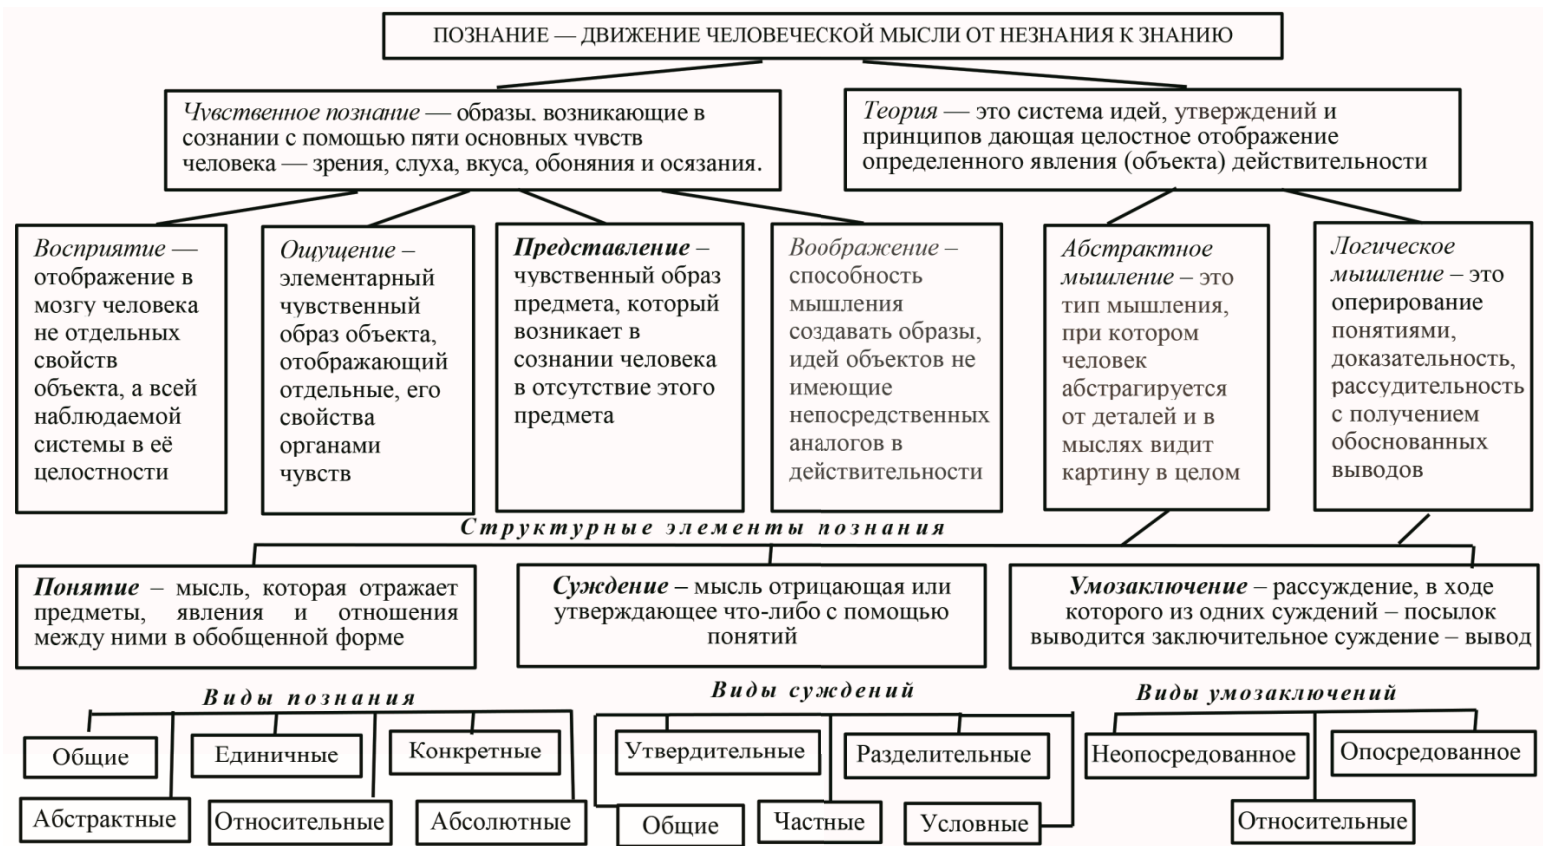 ПОЗНАНИЕ — ДВИЖЕНИЕ ЧЕЛОВЕЧЕСКОЙ МЫСЛИ ОТ НЕЗНАНИЯ К ЗНАНИЮ
Чувственное познание — образы, возникающие в
сознании с помощью пяти основных чувств
человека — зрения, слуха, вкуса, обоняния и осязания.
Теория — это система идей, утверждений и
принципов дающая целостное отображение
определенного явления (объекта) действительности
Восприятие —
отображение в
мозгу человека
не отдельных
свойств
объекта, а всей
наблюдаемой
системы в её
целостности
Ощущение –
элементарный
чувственный
образ объекта,
отображающий
отдельные, его
свойства
органами
чувств
Представление –
чувственный образ
предмета, который
возникает в
сознании человека
в отсутствие этого
предмета
Воображение –
способность
мышления
создавать образы,
идей объектов не
имеющие
непосредственных
аналогов в
действительности
Абстрактное
мышление – это
тип мышления,
при котором
человек
абстрагируется
от деталей и в
мыслях видит
картину в целом
Логическое
мышление – это
оперирование
понятиями,
доказательность,
рассудительность
с получением
обоснованных
выводов
Структурные элементы познания
Понятие – мысль, которая отражает
предметы, явления и отношения
между ними в обобщенной форме
Суждение – мысль отрицающая или
утверждающее что-либо с помощью
понятий
Умозаключение – рассуждение, в ходе
которого из одних суждений – посылок
выводится заключительное суждение – вывод
Виды познания
Общие
Единичные
Конкретные
Абстрактные
Относительные
Абсолютные
Виды суждений
Утвердительные
Разделительные
Общие
Частные
Условные
Виды умозаключений
Неопосредованное
Опосредованное
Относительные